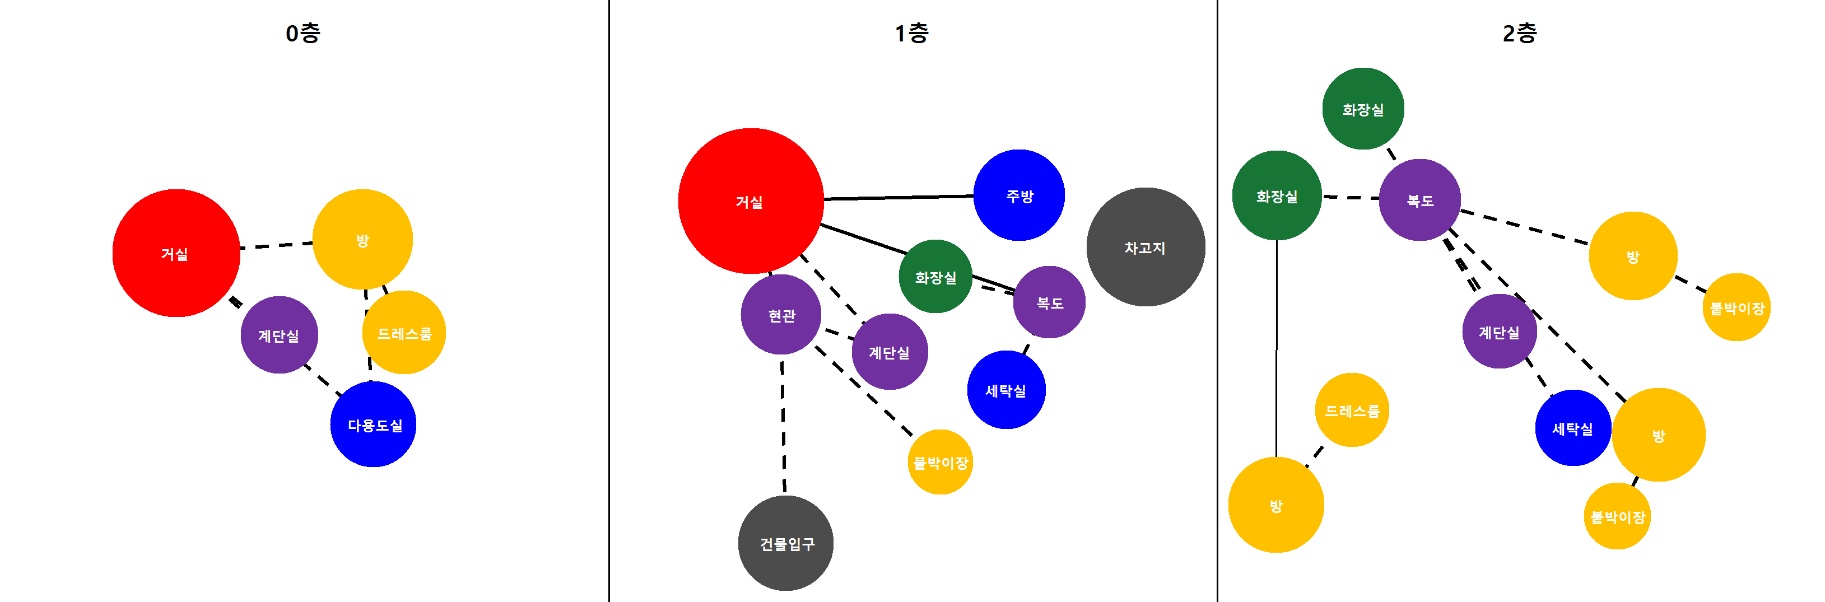 0층
거실
방
계단실
드레스룸
다용도실
1층
거실
주방
차고지
화장실
복도
현관
계단실
세탁실
붙박이장
건물입구
2층
화장실
화장실
복도
방
붙박이장
계단실
드레스룸
세탁실
방
방
붙박이장